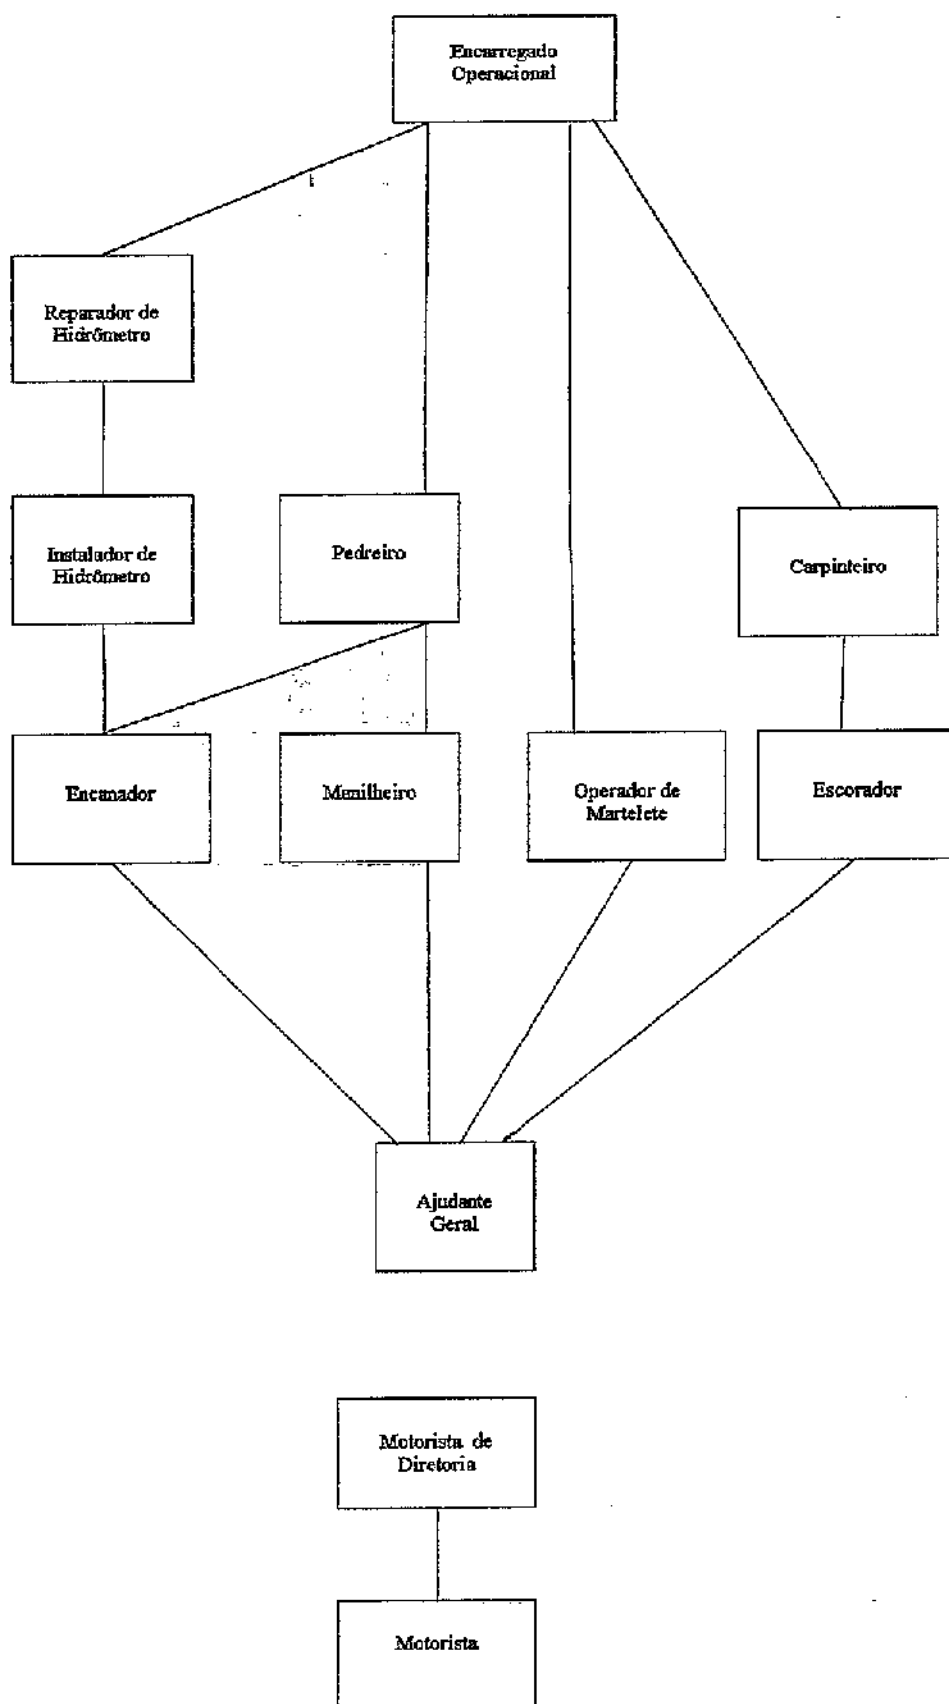 Encarregado
Operacional
Reparador de
Hidrômetro
Instalador de
Hidrômetro
Pedreiro
Carpinteiro
Encanador
Manilheiro
Operador de
Martelete
Escorador
Ajudante
Geral
Motorista de
Diretoria
Motorista